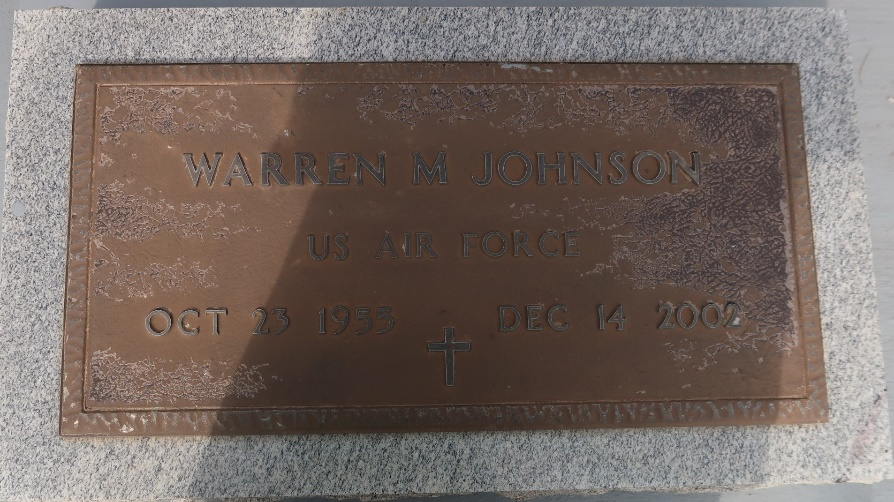 WARREN M JOHNSON
US AIR FORCE
OCT 23 1953 DEC 14 2002